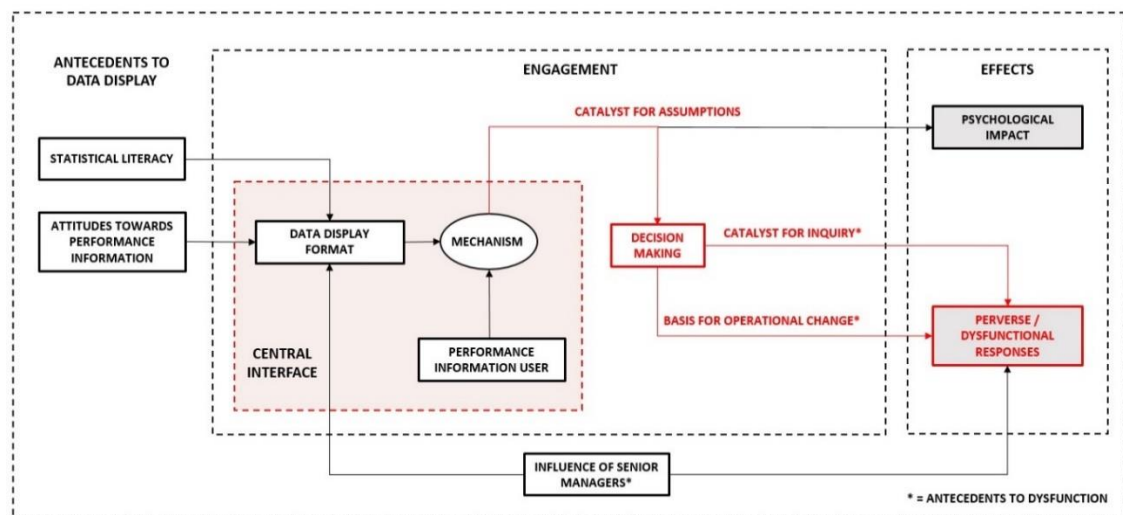 ANTECEDENTS TO
DATA DISPLAY
ENGAGEMENT
EFFECTS
CATALYST FOR ASSUMPTIONS
PSYCHOLOGICAL
IMPACT
STATISTICAL LITERACY
ATTITUDES TOWARDS
PERFORMANCE
INFORMATION
DATA DISPLAY
FORMAT
MECHANISM
DECISION
MAKING
CATALYST FOR INQUIRY*
BASIS FOR OPERATIONAL CHANGE*
PERVERSE /
DYSFUNCTIONAL
RESPONSES
CENTRAL
INTERFACE
PERFORMANCE
INFORMATION USER
INFLUENCE OF SENIOR
MANAGERS*
* = ANTECEDENTS TO DYSFUNCTION